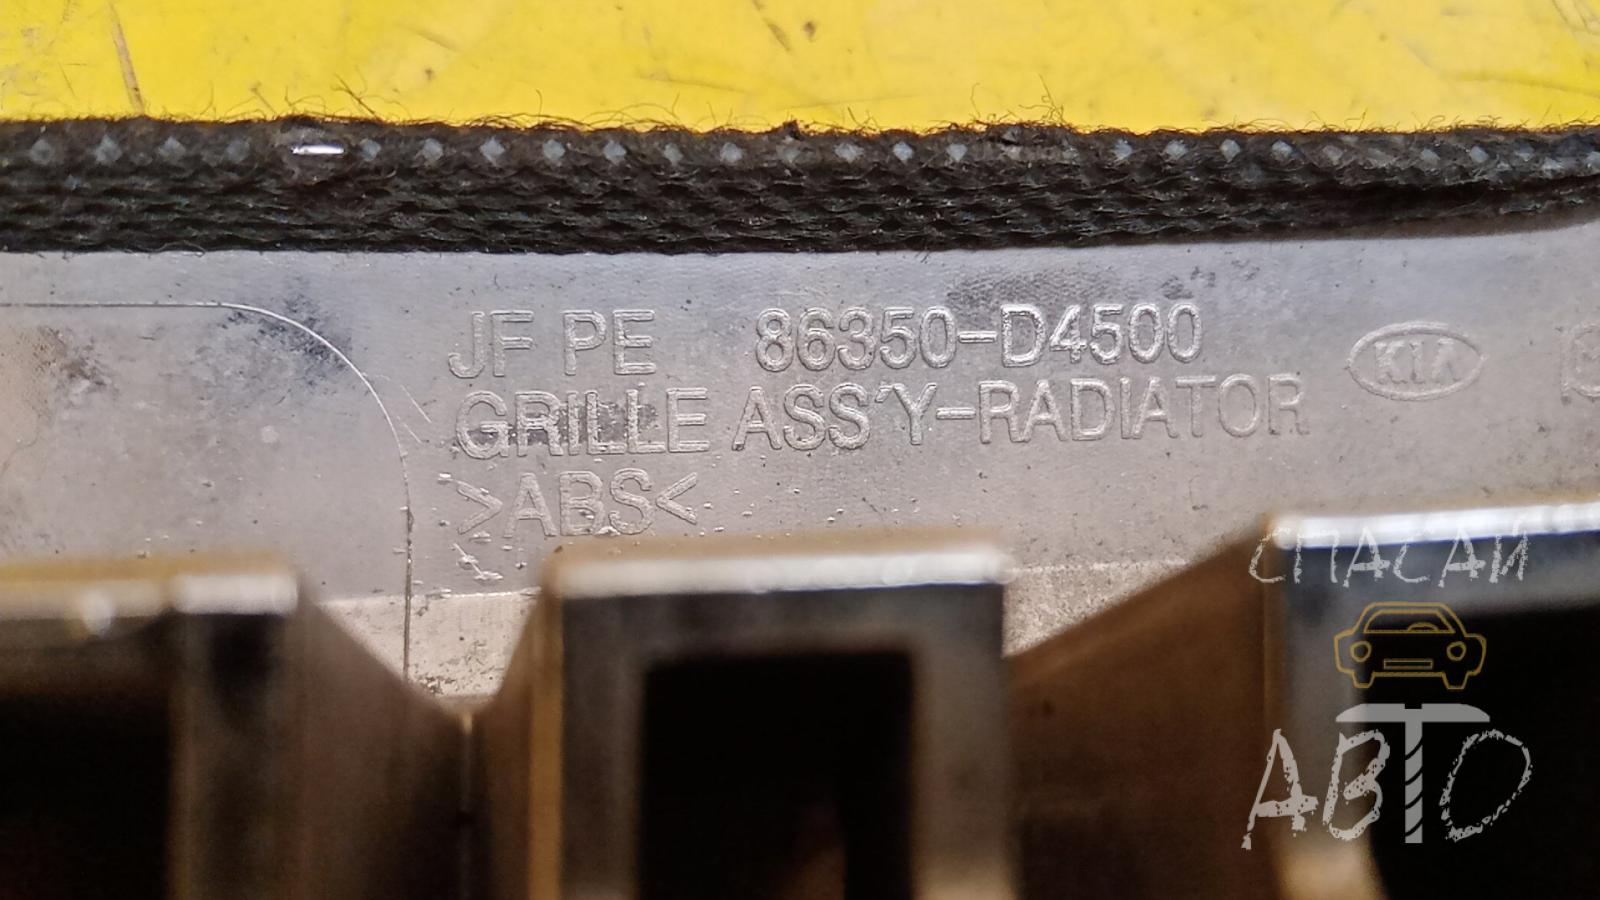 JF PE 86350-D4500
GRILLE ASS'Y-RADIATOR
>ABS<
KIA
СПАСАЙ
АВТО